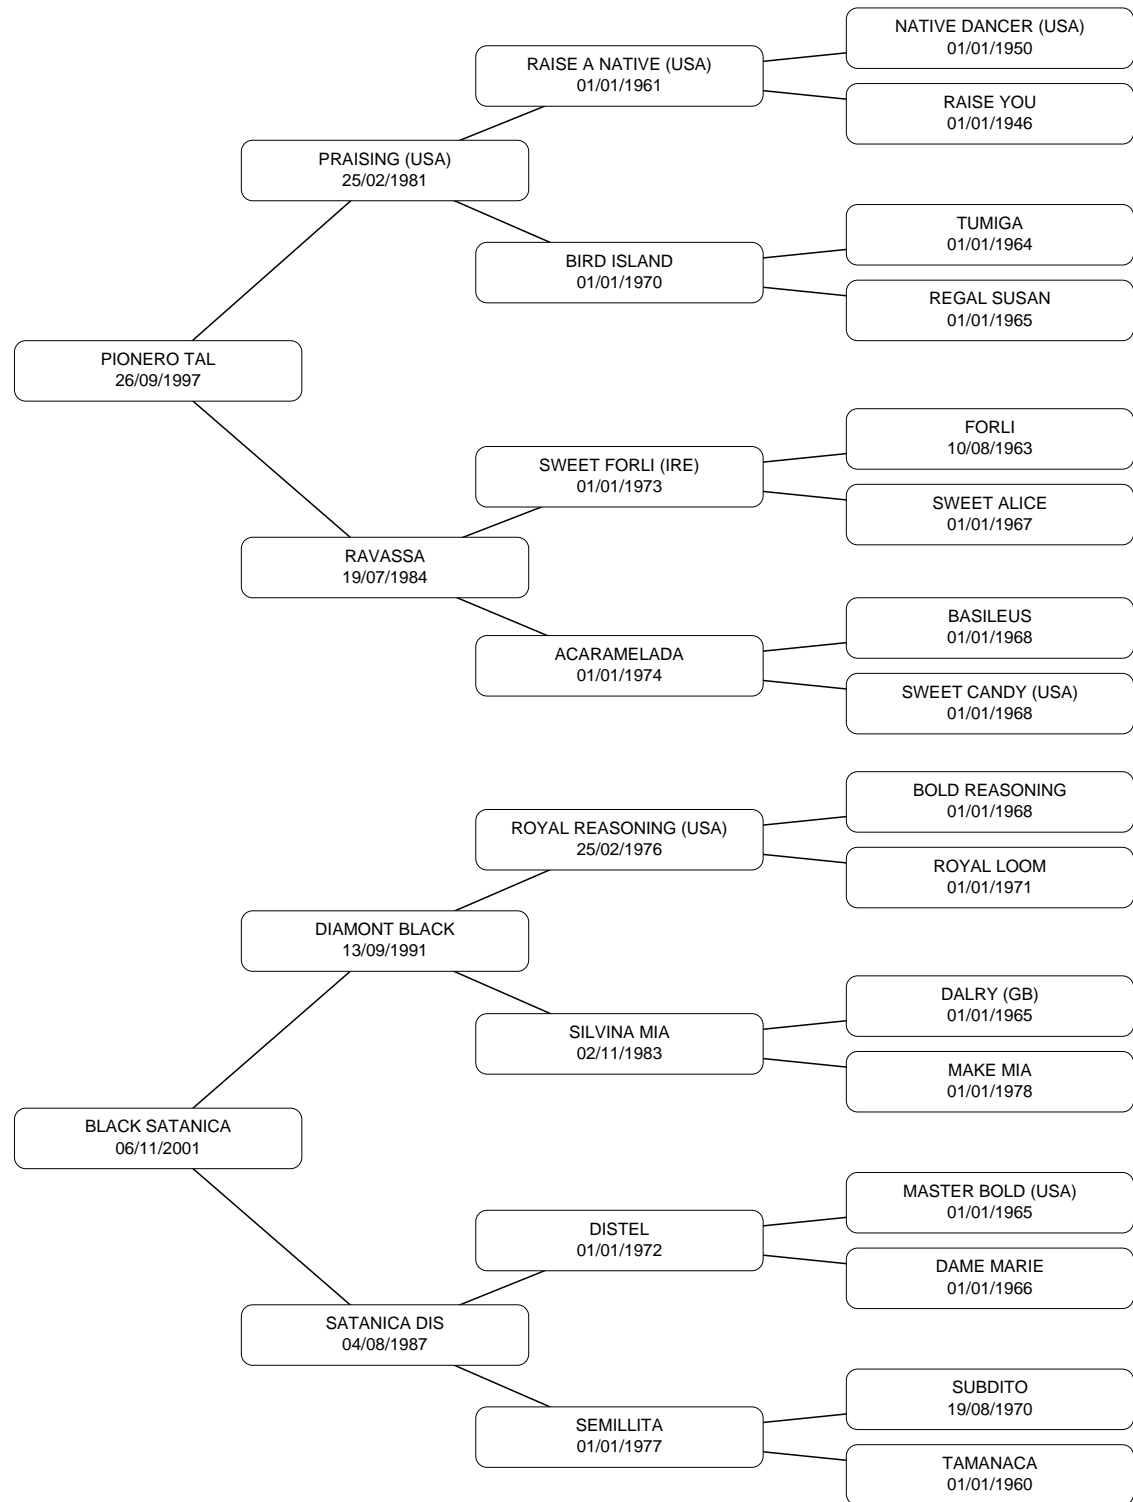 NATIVE DANCER (USA)
01/01/1950
RAISE A NATIVE (USA)
01/01/1961
RAISE YOU
01/01/1946
PRAISING (USA)
25/02/1981
TUMIGA
01/01/1964
BIRD ISLAND
01/01/1970
REGAL SUSAN
01/01/1965
PIONERO TAL
26/09/1997
FORLI
10/08/1963
SWEET FORLI (IRE)
01/01/1973
SWEET ALICE
01/01/1967
RAVASSA
19/07/1984
BASILEUS
01/01/1968
ACARAMELADA
01/01/1974
SWEET CANDY (USA)
01/01/1968
BOLD REASONING
01/01/1968
ROYAL REASONING (USA)
25/02/1976
ROYAL LOOM
01/01/1971
DIAMONT BLACK
13/09/1991
DALRY (GB)
01/01/1965
SILVINA MIA
02/11/1983
MAKE MIA
01/01/1978
BLACK SATANICA
06/11/2001
MASTER BOLD (USA)
01/01/1965
DISTEL
01/01/1972
DAME MARIE
01/01/1966
SATANICA DIS
04/08/1987
SUBDITO
19/08/1970
SEMILLITA
01/01/1977
TAMANACA
01/01/1960